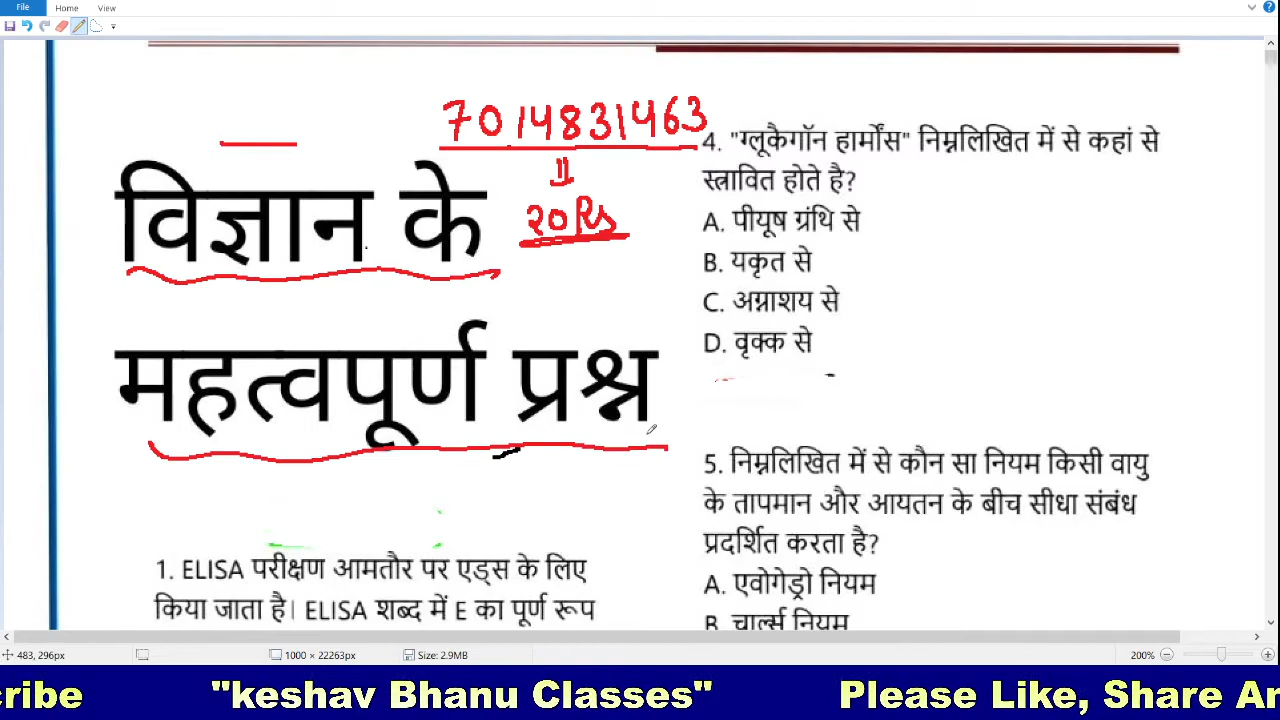 File
Home
View
7014831463
20Rs
विज्ञान के
महत्वपूर्ण प्रश्न
1. ELISA परीक्षण आमतौर पर एड्स के लिए
किया जाता है। ELISA शब्द में E का पूर्ण रूप
4. "ग्लूकैगॉन हार्मोंस" निम्नलिखित में से कहां से
स्त्रावित होते है?
A. पीयूष ग्रंथि से
B. यकृत से
C. अग्नाशय से
D. वृक्क से
5. निम्नलिखित में से कौन सा नियम किसी वायु
के तापमान और आयतन के बीच सीधा संबंध
प्रदर्शित करता है?
A. एवोगेड्रो नियम
B. चार्ल्स नियम
483, 296px
1000 × 22263px
Size: 2.9MB
200%
cribe "keshav Bhanu Classes" Please Like, Share An